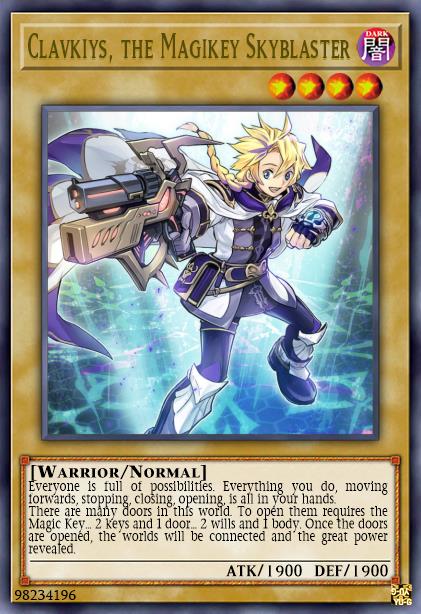 Clavkiys, the Magikey Skyblaster
DARK
闇
[Warrior/Normal]
Everyone is full of possibilities. Everything you do, moving
forwards, stopping, closing, opening, is all in your hands.
There are many doors in this world. To open them requires the
Magic Key... 2 keys and 1 door... 2 wills and 1 body. Once the doors
are opened, the worlds will be connected and the great power
revealed.
ATK/1900 DEF/1900
98234196